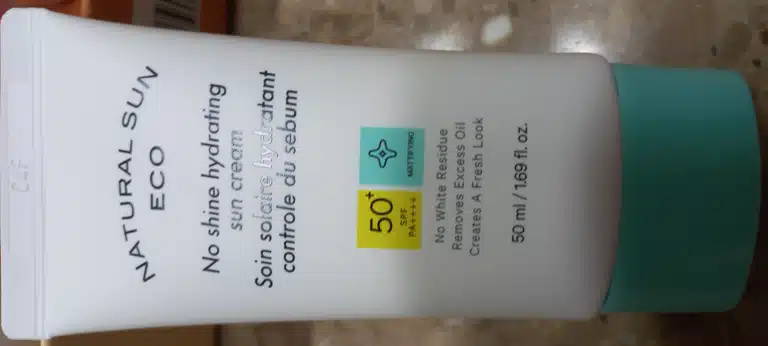 NATURAL SUN
ECO
No shine hydrating
sun cream
Soin solaire hydratant
controle du sebum
50+
SPF
PA++++
MATTIFYING
No White Residue
Removes Excess Oil
Creates A Fresh Look
50 ml / 1.69 fl. oz.